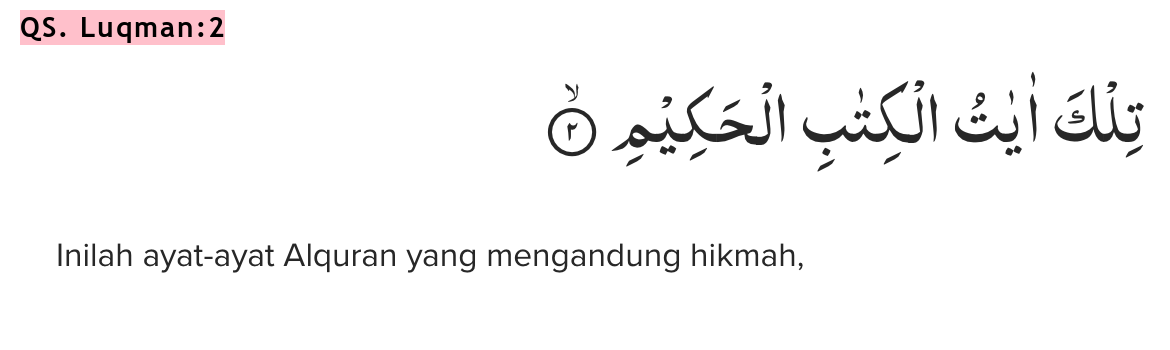 QS. Luqman:2
تِلْكَ اٰيٰتُ الْكِتٰبِ الْحَكِيْمِ ۙ ٢
Inilah ayat-ayat Alquran yang mengandung hikmah,